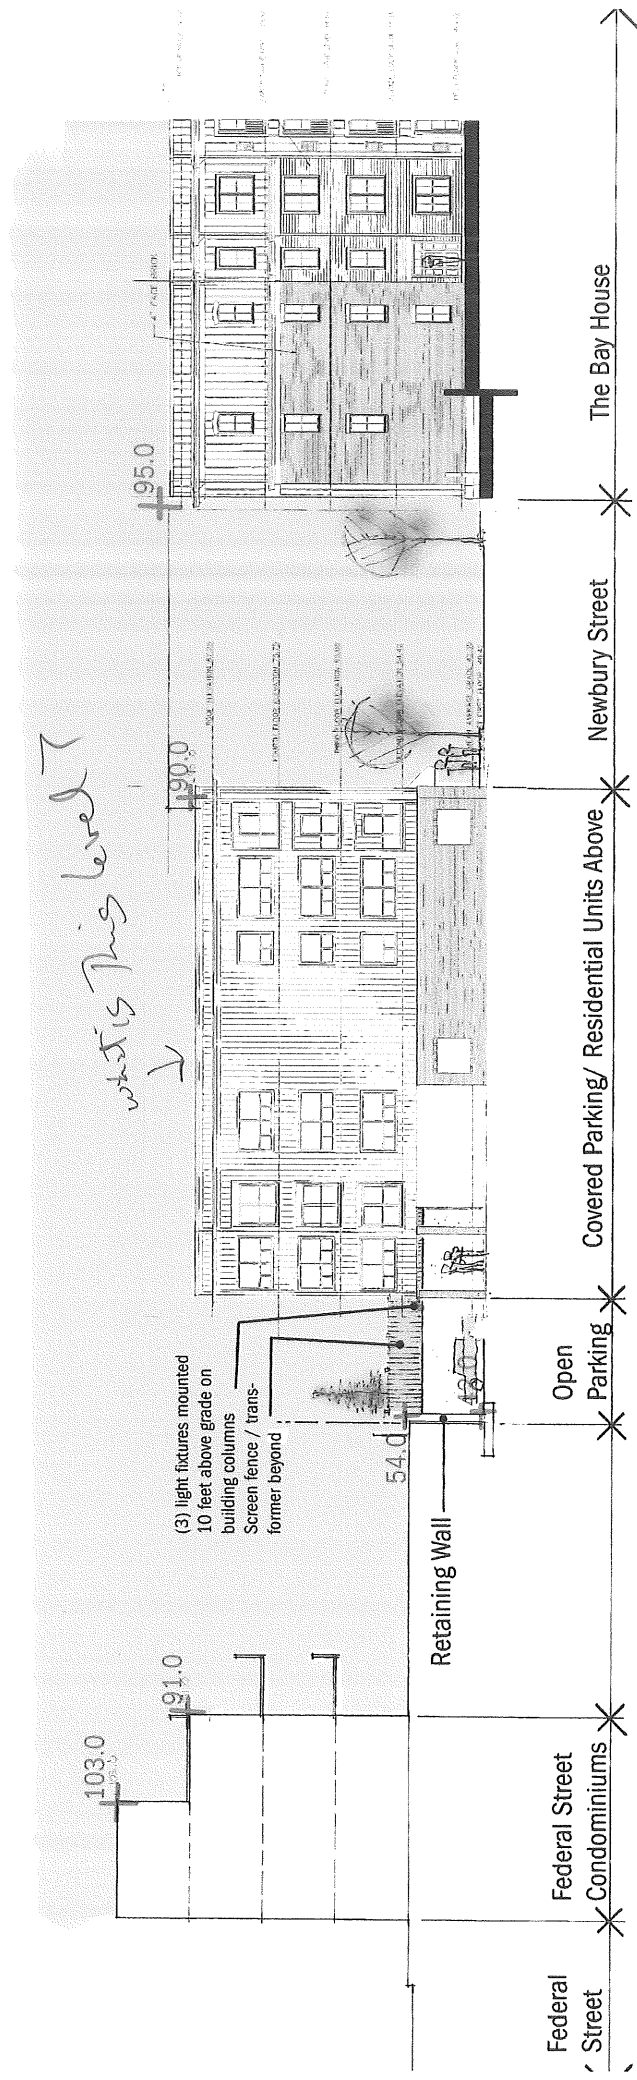 what is this level?
103.0
91.0
(3) light fixtures mounted
10 feet above grade on
building columns
Screen fence / trans-
former beyond
54.0
90.0
95.0
Retaining Wall
Federal
Street
Federal Street
Condominiums
Open
Parking
Covered Parking/ Residential Units Above
Newbury Street
The Bay House